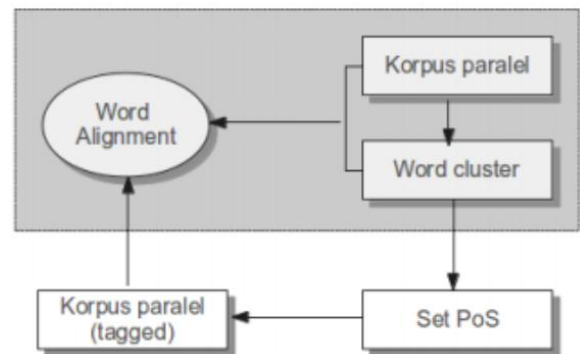 Korpus paralel
Word
Alignment
Word cluster
Korpus paralel
(tagged)
Set PoS